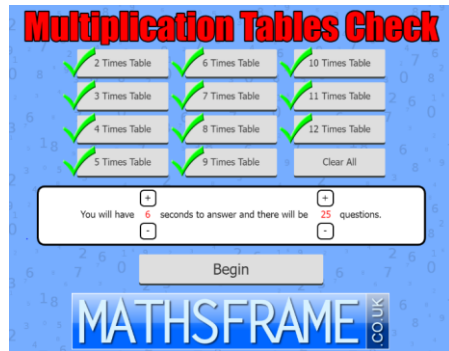 Multiplication Tables Check
2 Times Table 6 Times Table 10 Times Table
3 Times Table 7 Times Table 11 Times Table
4 Times Table 8 Times Table 12 Times Table
5 Times Table 9 Times Table Clear All
+ +
You will have 6 seconds to answer and there will be 25 questions.
- -
Begin
MATHSFRAME .CO.UK